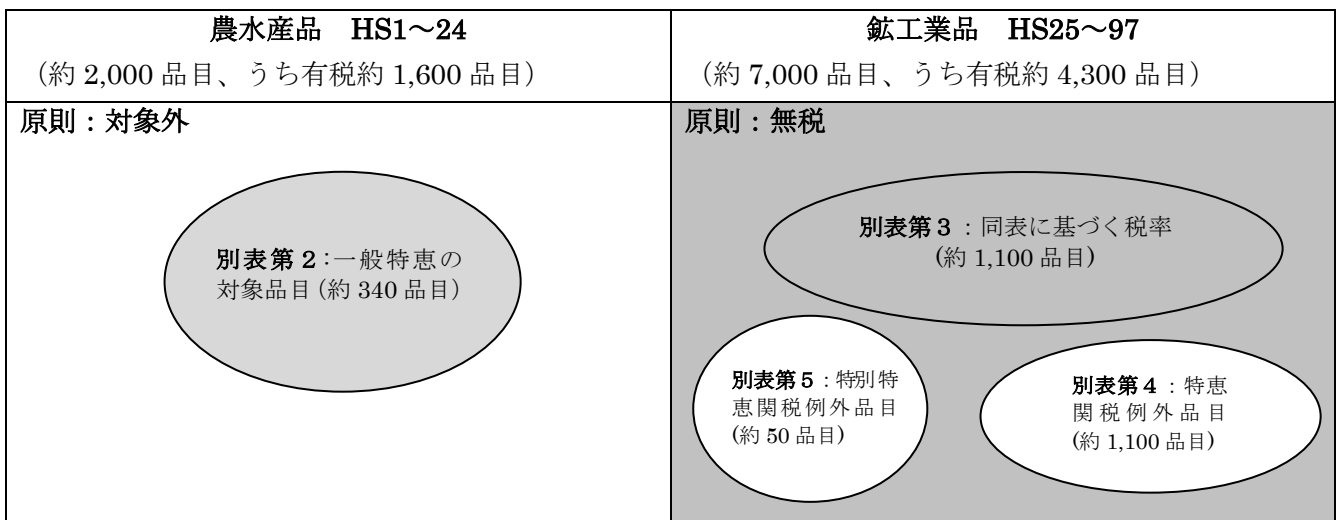 農水産品 HS1～24
(約 2,000 品目、うち有税約 1,600 品目)
鉱工業品 HS25～97
(約 7,000 品目、うち有税約 4,300 品目)
原則：対象外
別表第２：一般特恵の
対象品目(約 340 品目)
原則：無税
別表第３：同表に基づく税率
(約 1,100 品目)
別表第５：特別特
恵関税例外品目
(約 50 品目)
別表第４：特恵
関税例外品目
(約 1,100 品目)